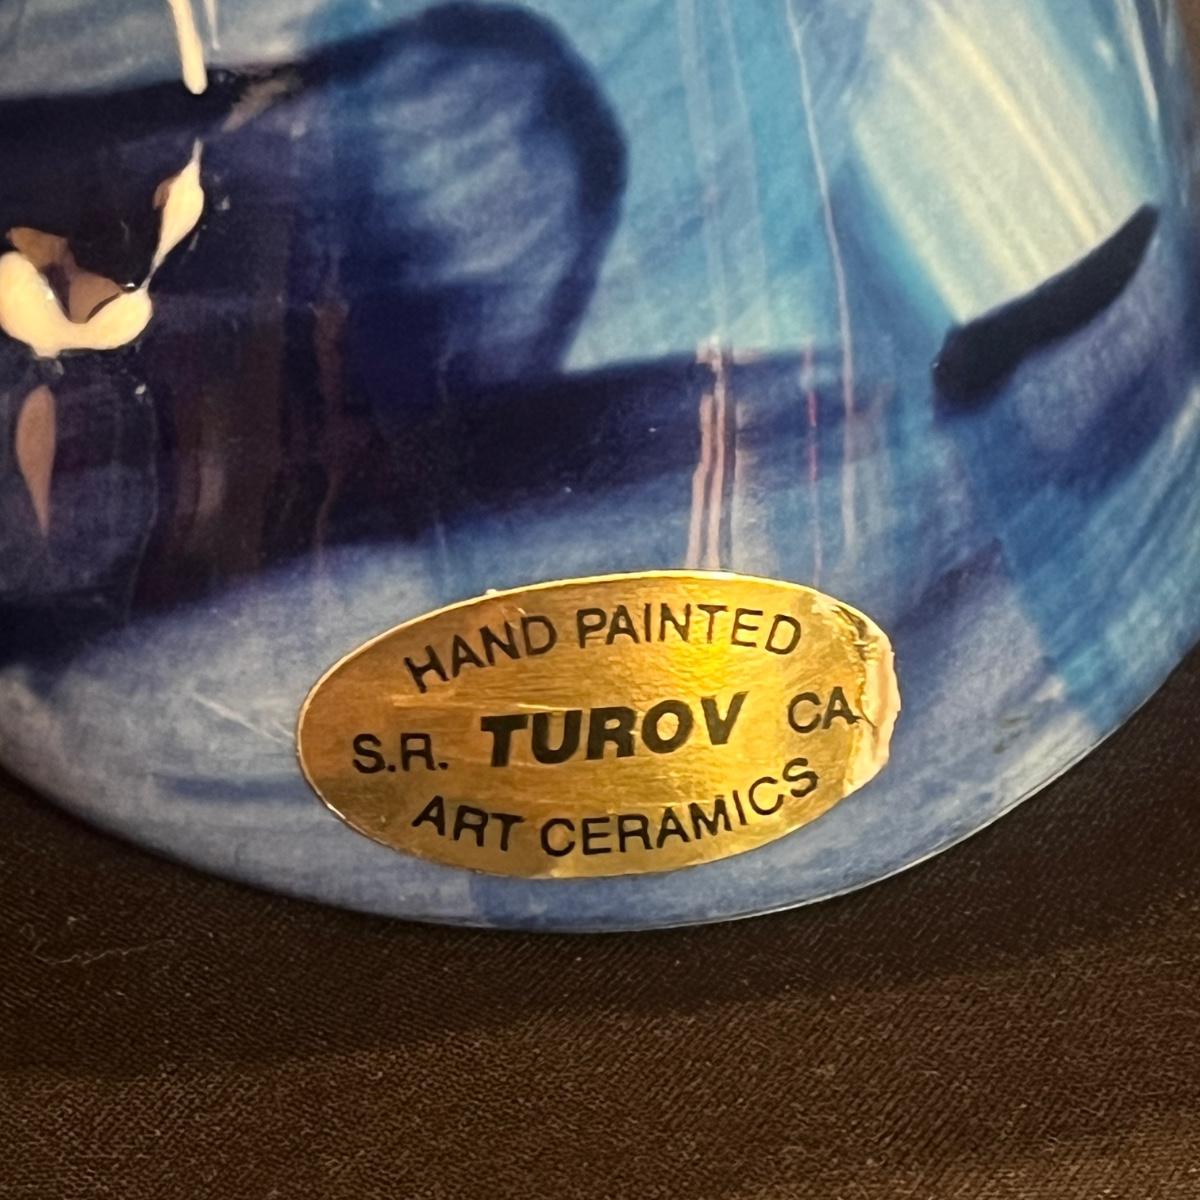 HAND PAINTED
S.R. TUROV CA
ART CERAMICS